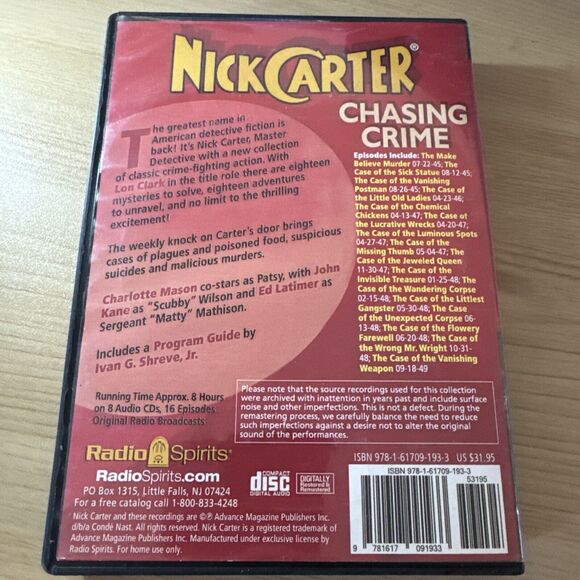 NICK CARTER®
The greatest name in
American detective fiction is
back! It's Nick Carter, Master
Detective with a new collection
of classic crime-fighting action. With
Lon Clark in the title role there are eighteen
mysteries to solve, eighteen adventures
to unravel, and no limit to the thrilling
excitement!
The weekly knock on Carter's door brings
cases of plagues and poisoned food, suspicious
suicides and malicious murders.
Charlotte Mason co-stars as Patsy, with John
Kane as "Scubby" Wilson and Ed Latimer as
Sergeant "Matty" Mathison.
Includes a Program Guide by
Ivan G. Shreve, Jr.
Running Time Approx. 8 Hours
on 8 Audio CDs, 16 Episodes
Original Radio Broadcasts
CHASING
CRIME
Episodes Include: The Make
Believe Murder 07-22-45; The
Case of the Sick Statue 08-12-45;
The Case of the Vanishing
Postman 08-26-45; The Case of
the Little Old Ladies 04-23-46;
The Case of the Chemical
Chickens 04-13-47; The Case of
the Lucrative Wrecks 04-20-47;
The Case of the Luminous Spots
04-27-47; The Case of the
Missing Thumb 05-04-47; The
Case of the Jeweled Queen
11-30-47; The Case of the
Invisible Treasure 01-25-48; The
Case of the Wandering Corpse
02-15-48; The Case of the Littlest
Gangster 05-30-48; The Case
of the Unexpected Corpse 06-
13-48; The Case of the Flowery
Farewell 06-20-48; The Case of
the Wrong Mr. Wright 10-31-
48; The Case of the Vanishing
Weapon 09-18-49
Please note that the source recordings used for this collection
were archived with inattention in years past and include surface
noise and other imperfections. This is not a defect. During the
remastering process, we carefully balance the need to reduce
such imperfections against a desire not to alter the original
sound of the performances.
Radio Spirits®
RadioSpirits.com
PO Box 1315, Little Falls, NJ 07424
For a free catalog call 1-800-833-4248
COMPACT
disc
DIGITAL AUDIO
DIGITALLY
Restored &
Remastered
ISBN 978-1-61709-193-3 US $31.95
ISBN 978-1-61709-193-3
53195
9 781617 091933
Nick Carter and these recordings are ©℗ Advance Magazine Publishers Inc.
d/b/a Condé Nast. All rights reserved. Nick Carter is a registered trademark of
Advance Magazine Publishers Inc. Manufactured under exclusive license by
Radio Spirits. For home use only.